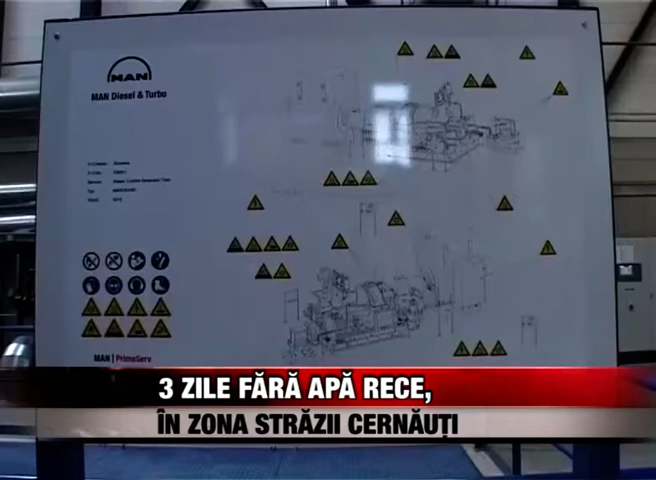 MAN
MAN Diesel & Turbo
MAN | PrimeServ
3 ZILE FĂRĂ APĂ RECE,
ÎN ZONA STRĂZII CERNĂUȚI